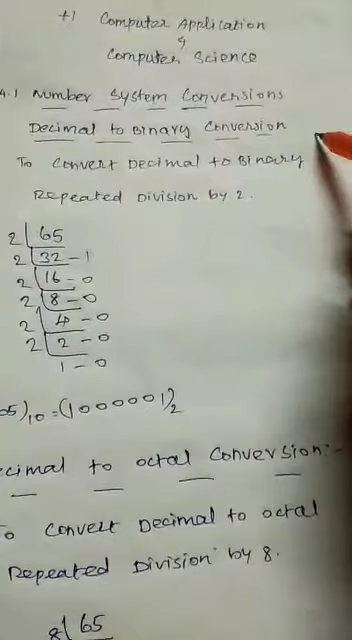 +1 Computer Application
&
Computer Science
4.1 Number System Conversions
Decimal to Binary Conversion
To Convert Decimal to Binary
Repeated Division by 2.
2 65
2 32 - 1
2 16 - 0
2 8 - 0
2 4 - 0
2 2 - 0
1 - 0
65)10 = (1000001)2
ecimal to octal Conversion:-
To Convert Decimal to octal
Repeated Division by 8.
8 65